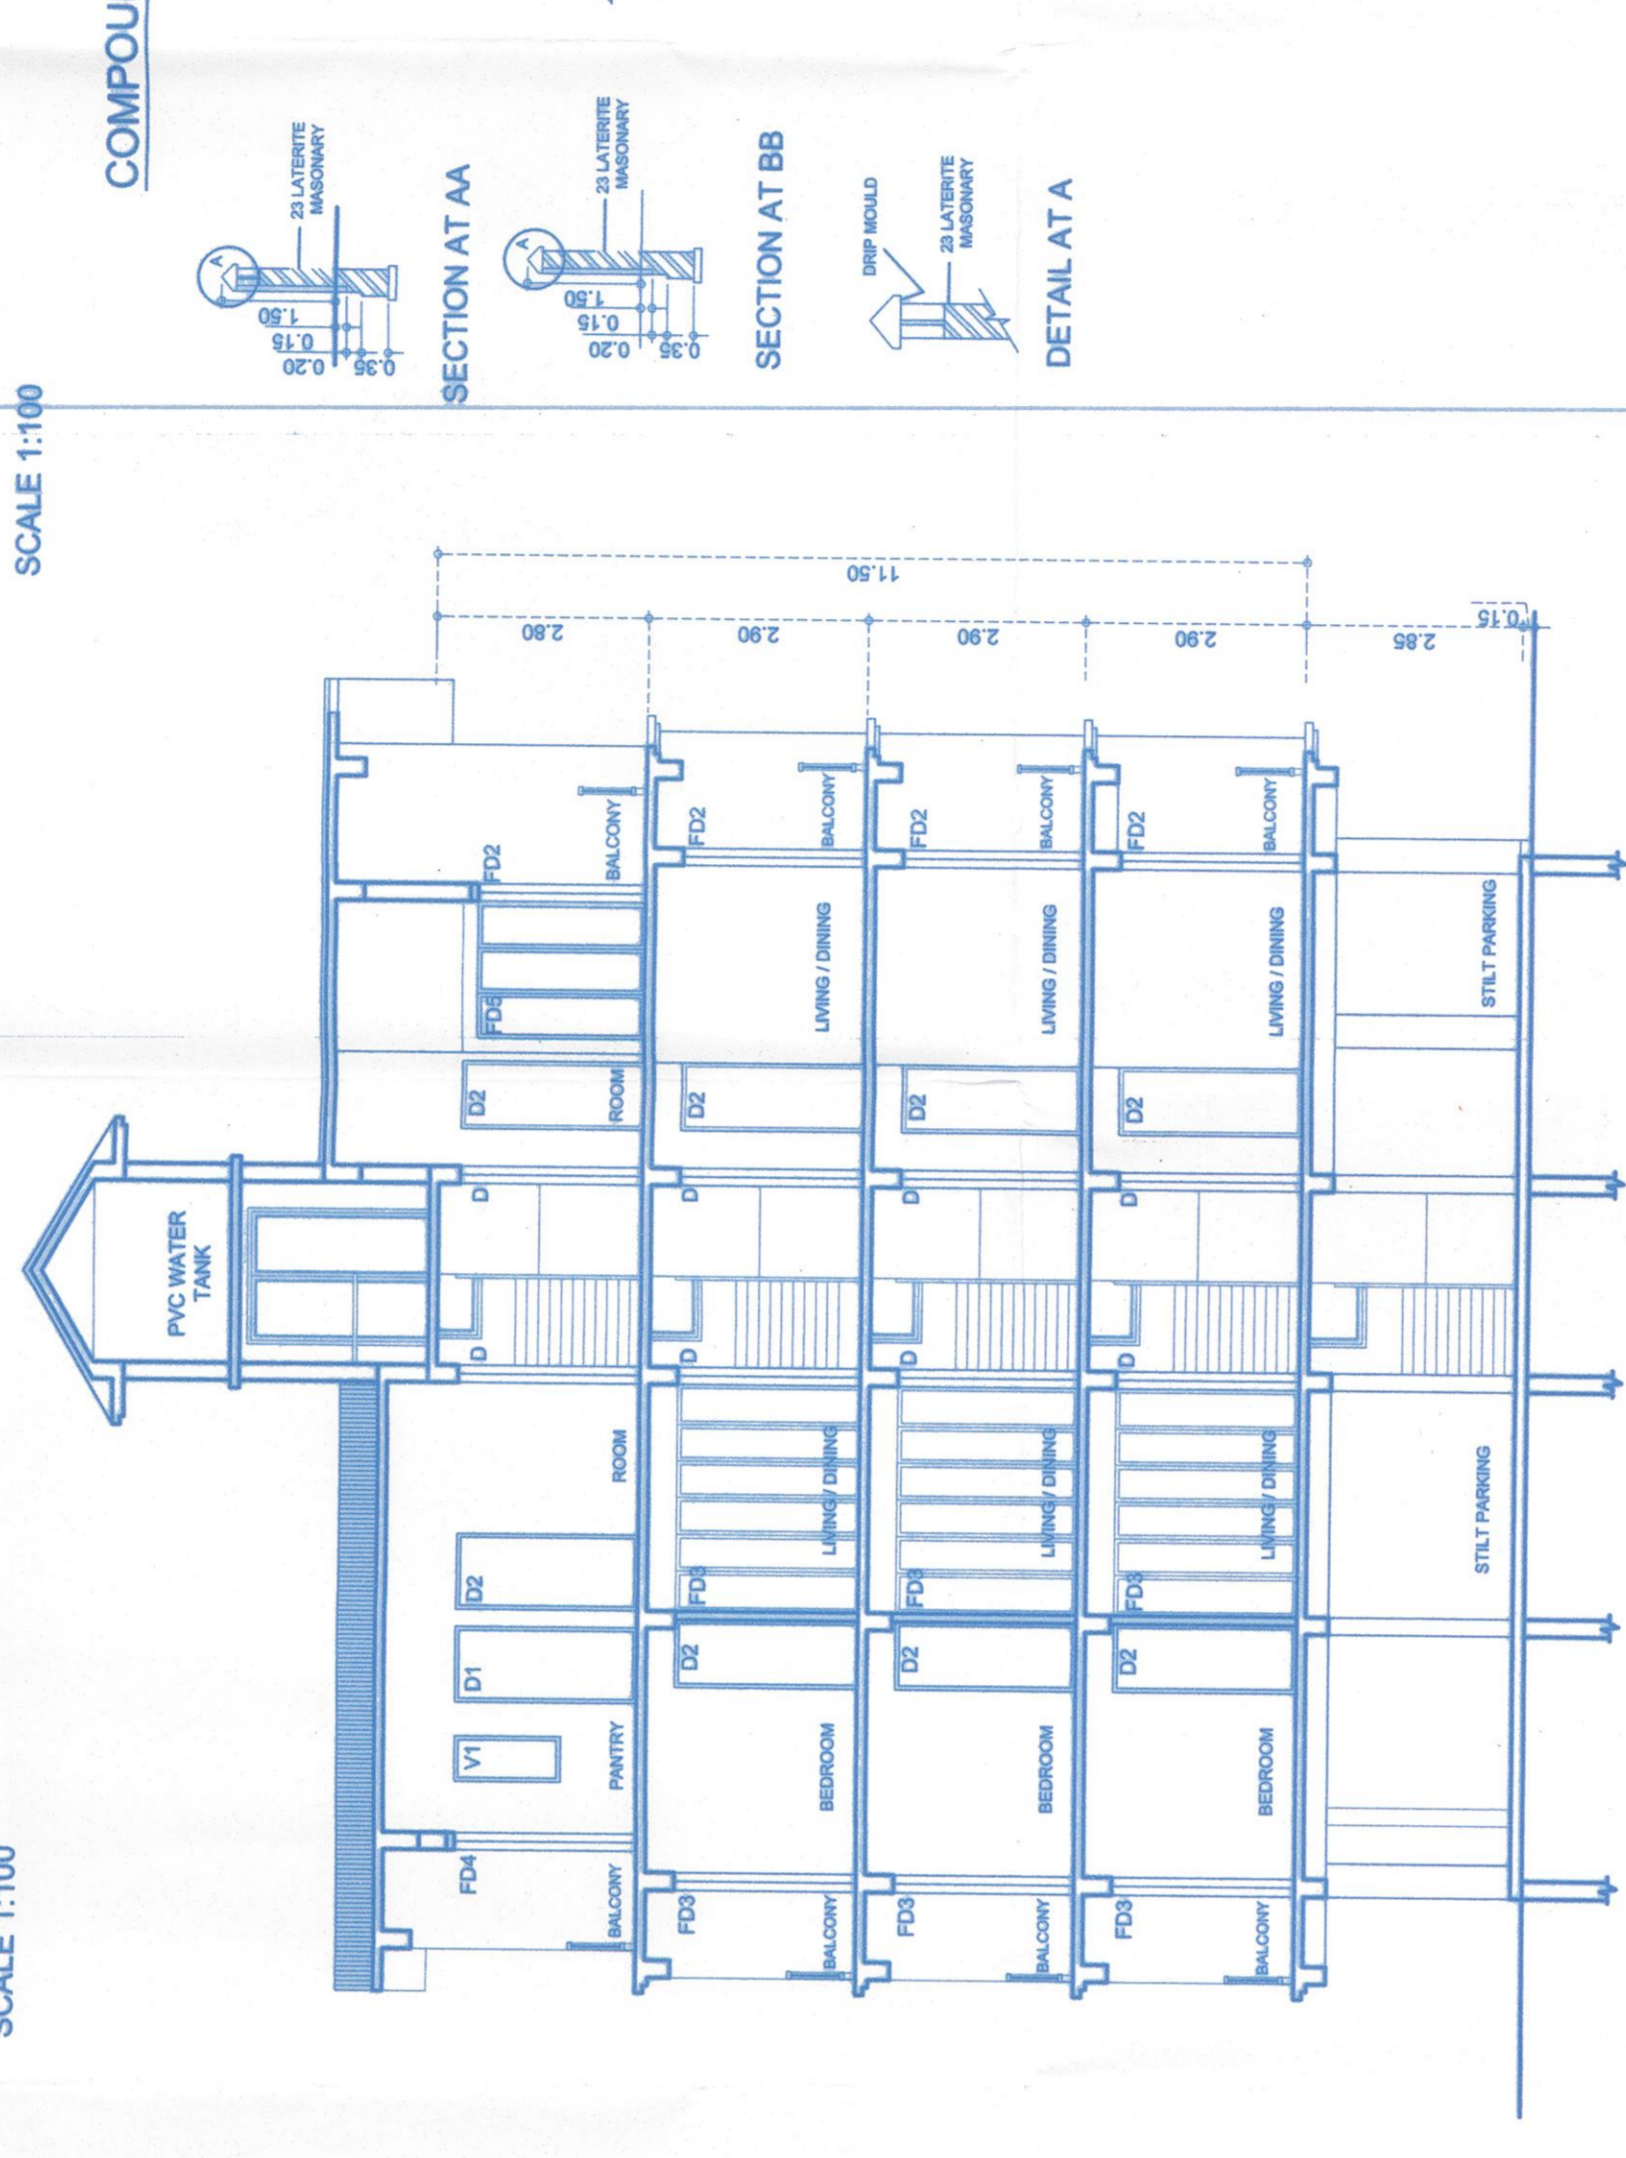 SCALE 1:100
SCALE 1:100
COMPOU
23 LATERITE
MASONARY
A
1.50
0.15
0.20
0.35
SECTION AT AA
23 LATERITE
MASONARY
A
1.50
0.15
0.20
0.35
SECTION AT BB
DRIP MOULD
23 LATERITE
MASONARY
DETAIL AT A
PVC WATER
TANK
FD4
V1
D1
D2
D
D
D2
FD5
FD2
BALCONY
PANTRY
ROOM
ROOM
BALCONY
2.80
11.50
FD3
D2
FD3
D
D
D2
FD2
BALCONY
BEDROOM
LIVING / DINING
LIVING / DINING
BALCONY
2.90
FD3
D2
FD3
D
D
D2
FD2
BALCONY
BEDROOM
LIVING / DINING
LIVING / DINING
BALCONY
2.90
FD3
D2
FD3
D
D
D2
FD2
BALCONY
BEDROOM
LIVING / DINING
LIVING / DINING
BALCONY
2.90
STILT PARKING
STILT PARKING
2.85
0.15